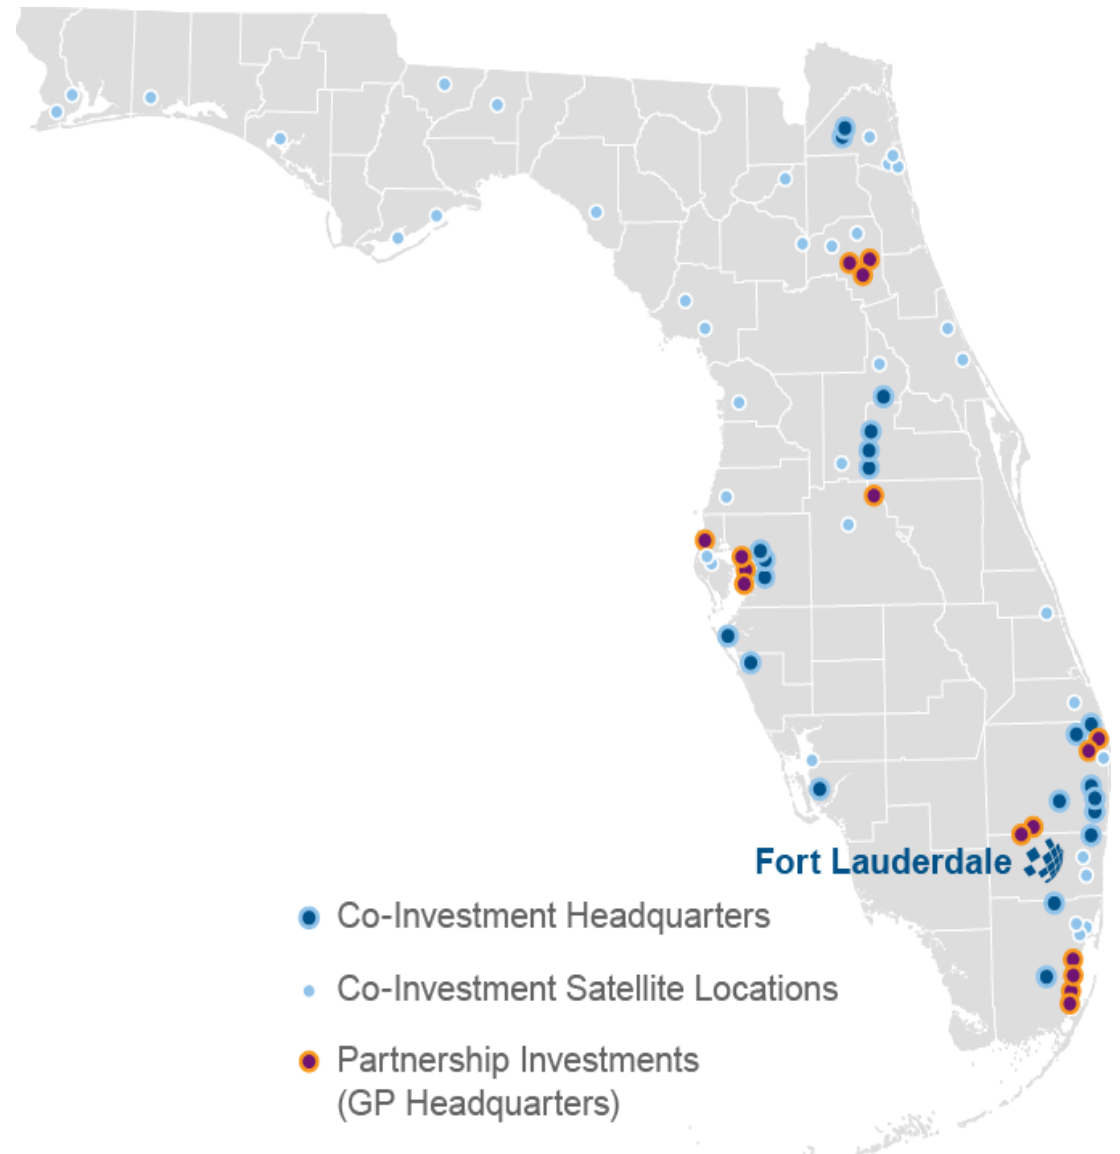 Fort Lauderdale
Co-Investment Headquarters
Co-Investment Satellite Locations
Partnership Investments
(GP Headquarters)